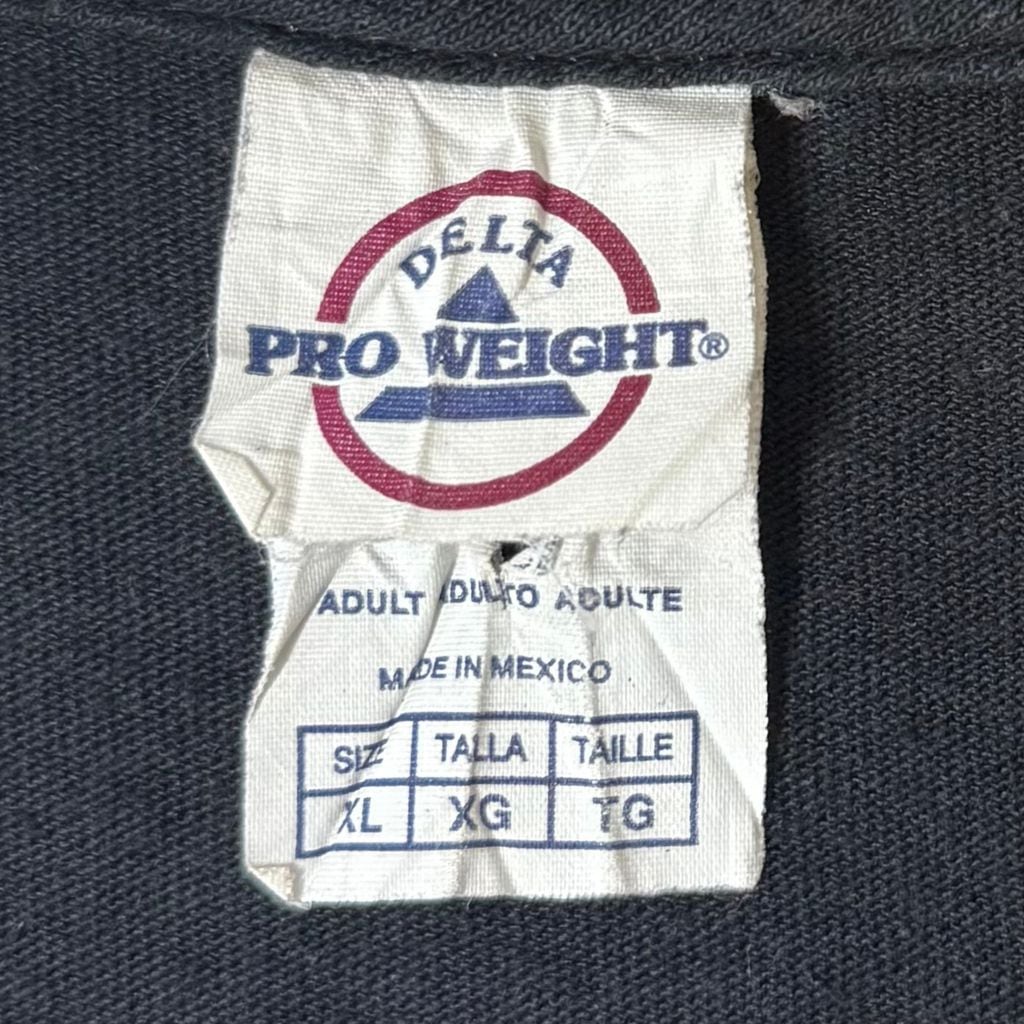 DELTA
PRO WEIGHT®
ADULT ADULTO ADULTE
MADE IN MEXICO
SIZE TALLA TAILLE
XL XG TG